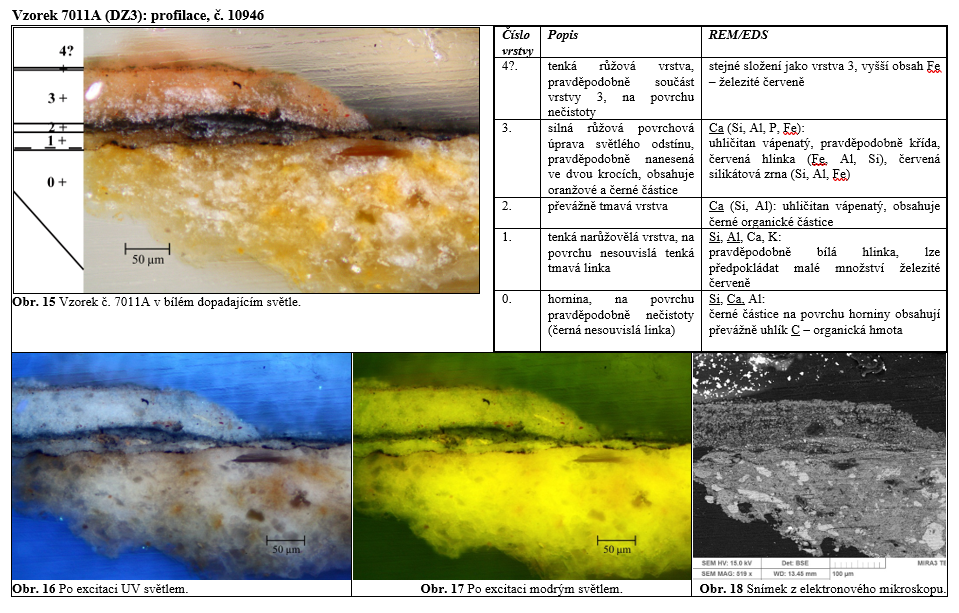 Vzorek 7011A (DZ3): profilace, č. 10946
4?
+
3 +
2 +
1 +
0 +
50 µm
Obr. 15 Vzorek č. 7011A v bílém dopadajícím světle.
Číslo vrstvy Popis REM/EDS
4?. tenká růžová vrstva, pravděpodobně součást vrstvy 3, na povrchu nečistoty
stejné složení jako vrstva 3, vyšší obsah Fe – železité červeně
3. silná růžová povrchová úprava světlého odstínu, pravděpodobně nanesená ve dvou krocích, obsahuje oranžové a černé částice
Ca (Si, Al, P, Fe):
uhličitan vápenatý, pravděpodobně křída, červená hlinka (Fe, Al, Si), červená silikátová zrna (Si, Al, Fe)
2. převážně tmavá vrstva
Ca (Si, Al): uhličitan vápenatý, obsahuje černé organické částice
1. tenká narůžovělá vrstva, na povrchu nesouvislá tenká tmavá linka
Si, Al, Ca, K:
pravděpodobně bílá hlinka, lze předpokládat malé množství železité červeně
0. hornina, na povrchu pravděpodobně nečistoty (černá nesouvislá linka)
Si, Ca, Al:
černé částice na povrchu horniny obsahují převážně uhlík C – organická hmota
50 µm
50 µm
SEM HV: 15.0 kV Det: BSE MIRA3 TE
SEM MAG: 519 x WD: 13.45 mm 100 µm
Obr. 16 Po excitaci UV světlem.
Obr. 17 Po excitaci modrým světlem.
Obr. 18 Snímek z elektronového mikroskopu.